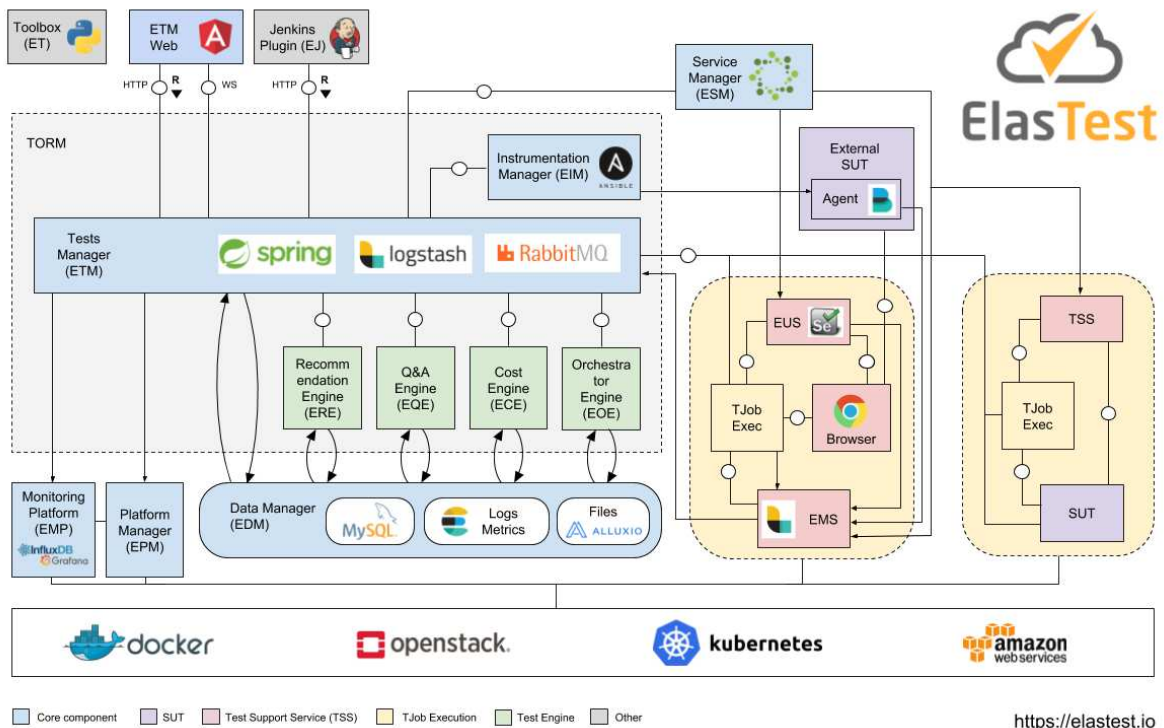 Toolbox
(ET)
ETM
Web
Jenkins
Plugin (EJ)
HTTP
R
WS
HTTP
R
Service
Manager
(ESM)
ElasTest
TORM
Instrumentation
Manager (EIM)
ANSIBLE
External
SUT
Agent
Tests
Manager
(ETM)
spring
logstash
RabbitMQ
EUS
Se
TSS
Recomm
endation
Engine
(ERE)
Q&A
Engine
(EQE)
Cost
Engine
(ECE)
Orchestra
tor Engine
(EOE)
TJob
Exec
Browser
TJob
Exec
Monitoring
Platform
(EMP)
InfluxDB
Grafana
Platform
Manager
(EPM)
Data Manager
(EDM)
MySQL
Logs
Metrics
Files
ALLUXIO
EMS
SUT
docker
openstack.
kubernetes
amazon
webservices
Core component
SUT
Test Support Service (TSS)
TJob Execution
Test Engine
Other
https://elastest.io